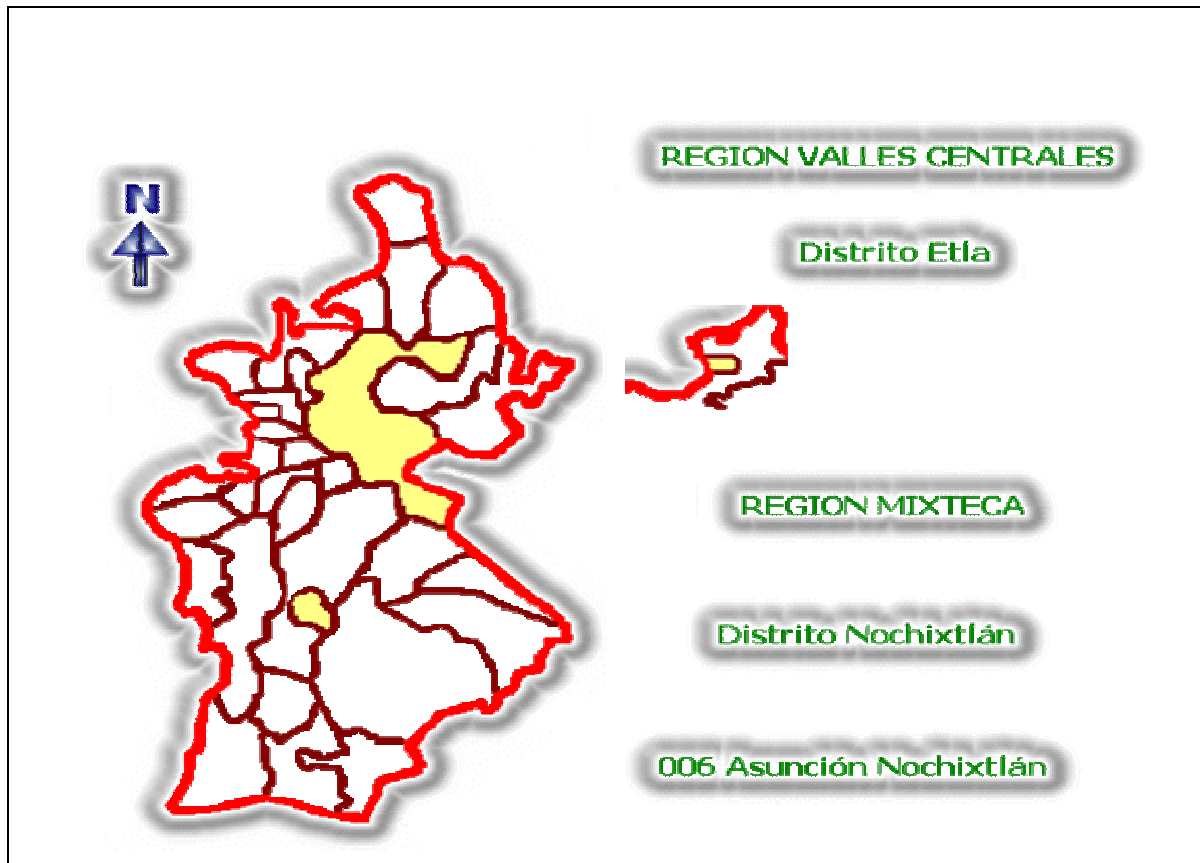 N
REGION VALLES CENTRALES
Distrito Etla
REGION MIXTECA
Distrito Nochixtlán
006 Asunción Nochixtlán